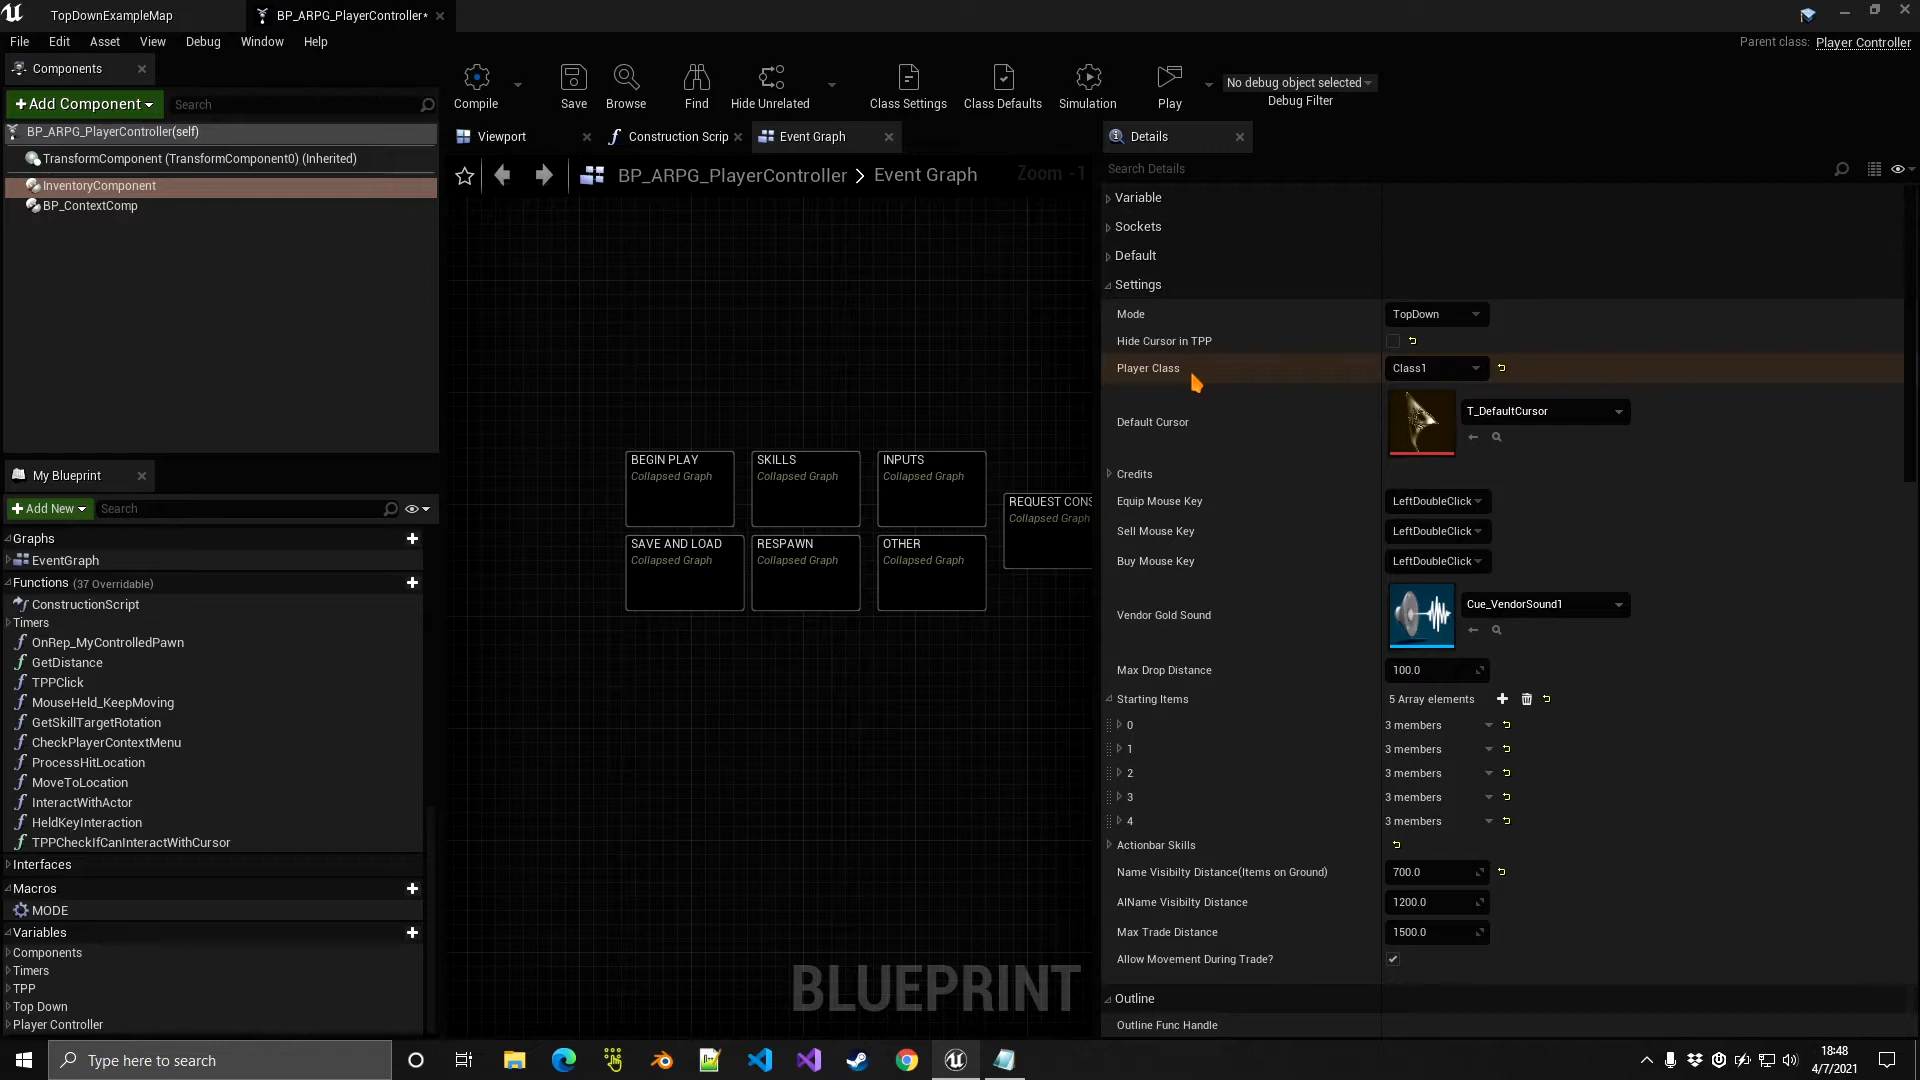 TopDownExampleMap
BP_ARPG_PlayerController*
File Edit Asset View Debug Window Help
Parent class: Player Controller
Components
Add Component
Search
BP_ARPG_PlayerController(self)
TransformComponent (TransformComponent0) (Inherited)
InventoryComponent
BP_ContextComp
My Blueprint
Add New
Search
Graphs
EventGraph
Functions (37 Overridable)
ConstructionScript
Timers
OnRep_MyControlledPawn
GetDistance
TPPClick
MouseHeld_KeepMoving
GetSkillTargetRotation
CheckPlayerContextMenu
ProcessHitLocation
MoveToLocation
InteractWithActor
HeldKeyInteraction
TPPCheckIfCanInteractWithCursor
Interfaces
Macros
MODE
Variables
Components
Timers
TPP
Top Down
Player Controller
Compile Save Browse Find Hide Unrelated Class Settings Class Defaults Simulation Play
No debug object selected
Debug Filter
Viewport
Construction Scrip
Event Graph
BP_ARPG_PlayerController > Event Graph
Zoom -1
BEGIN PLAY
Collapsed Graph
SKILLS
Collapsed Graph
INPUTS
Collapsed Graph
REQUEST CONS
Collapsed Graph
SAVE AND LOAD
Collapsed Graph
RESPAWN
Collapsed Graph
OTHER
Collapsed Graph
BLUEPRINT
Details
Search Details
Variable
Sockets
Default
Settings
Mode TopDown
Hide Cursor in TPP
Player Class Class1
Default Cursor T_DefaultCursor
Credits
Equip Mouse Key LeftDoubleClick
Sell Mouse Key LeftDoubleClick
Buy Mouse Key LeftDoubleClick
Vendor Gold Sound Cue_VendorSound1
Max Drop Distance 100.0
Starting Items 5 Array elements
0 3 members
1 3 members
2 3 members
3 3 members
4 3 members
Actionbar Skills
Name Visibilty Distance(Items on Ground) 700.0
AIName Visibilty Distance 1200.0
Max Trade Distance 1500.0
Allow Movement During Trade?
Outline
Outline Func Handle
Type here to search
18:48
4/7/2021